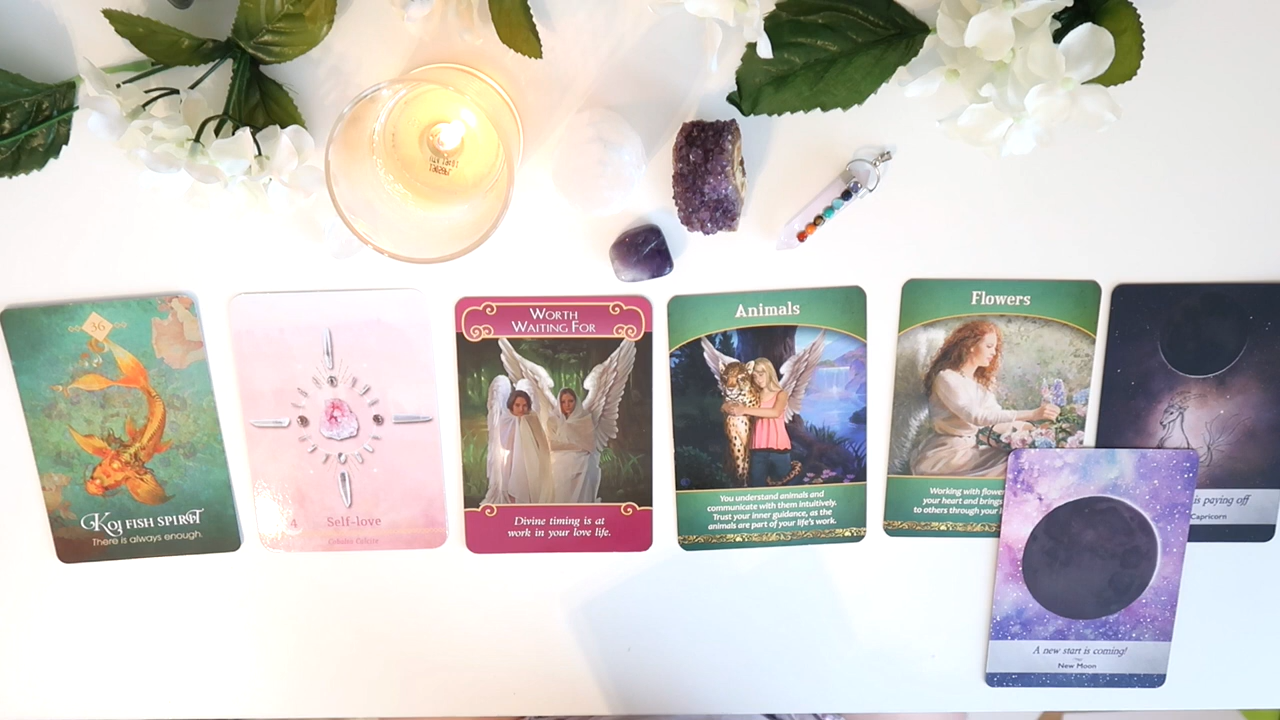 36
KOI FISH SPIRIT
There is always enough.
4
Self-love
WORTH
WAITING FOR
Divine timing is at
work in your love life.
Animals
You understand animals and
communicate with them intuitively.
Trust your inner guidance, as the
animals are part of your life's work.
Flowers
Working with flowe
your heart and brings
to others through your
is paying off
Capricorn
A new start is coming!
New Moon